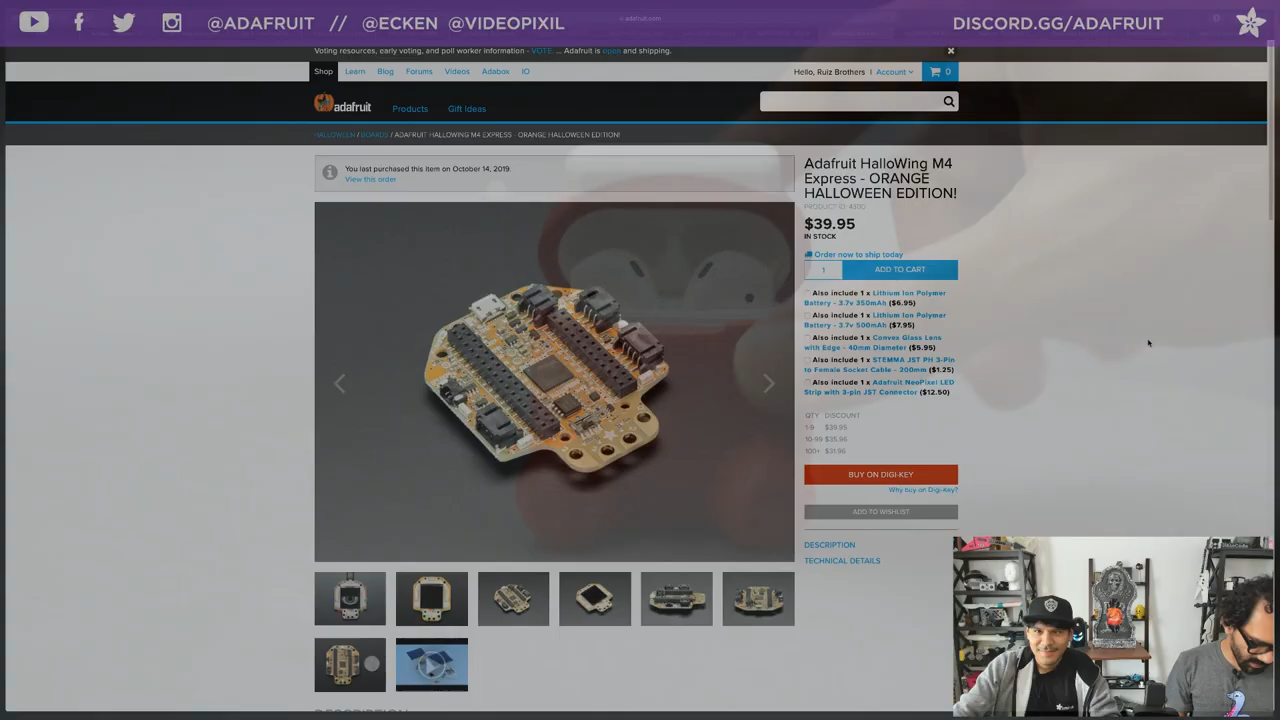 @ADAFRUIT // @ECKEN @VIDEOPIXIL
DISCORD.GG/ADAFRUIT
adafruit.com
Voting resources, early voting, and poll worker information - VOTE. ... Adafruit is open and shipping.
Shop Learn Blog Forums Videos Adabox IO
Hello, Ruiz Brothers | Account 0
adafruit Products Gift Ideas
HALLOWEEN / BOARDS / ADAFRUIT HALLOWING M4 EXPRESS - ORANGE HALLOWEEN EDITION!
You last purchased this item on October 14, 2019.
View this order
Adafruit HalloWing M4
Express - ORANGE
HALLOWEEN EDITION!
PRODUCT ID: 4300
$39.95
IN STOCK
Order now to ship today
1 ADD TO CART
Also include 1 x Lithium Ion Polymer
Battery - 3.7v 350mAh ($6.95)
Also include 1 x Lithium Ion Polymer
Battery - 3.7v 500mAh ($7.95)
Also include 1 x Convex Glass Lens
with Edge - 40mm Diameter ($5.95)
Also include 1 x STEMMA JST PH 3-Pin
to Female Socket Cable - 200mm ($1.25)
Also include 1 x Adafruit NeoPixel LED
Strip with 3-pin JST Connector ($12.50)
QTY DISCOUNT
1-9 $39.95
10-99 $35.96
100+ $31.96
BUY ON DIGI-KEY
Why buy on Digi-Key?
ADD TO WISHLIST
DESCRIPTION
TECHNICAL DETAILS
DESCRIPTION